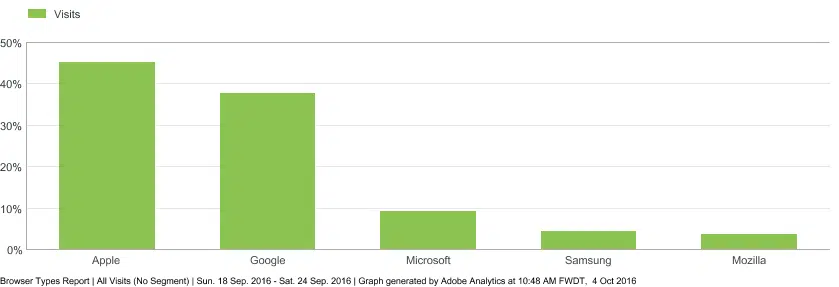 Visits
50%
40%
30%
20%
10%
0%
Apple Google Microsoft Samsung Mozilla
Browser Types Report | All Visits (No Segment) | Sun. 18 Sep. 2016 - Sat. 24 Sep. 2016 | Graph generated by Adobe Analytics at 10:48 AM FWDT, 4 Oct 2016